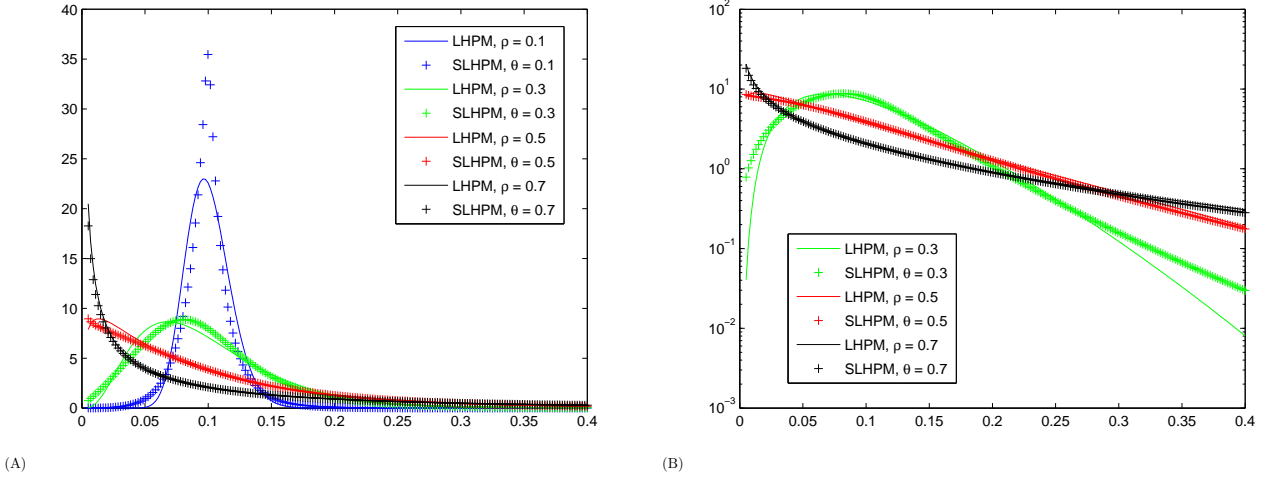 40
35
30
25
20
15
10
5
0
0 0.05 0.1 0.15 0.2 0.25 0.3 0.35 0.4
LHPM, ρ = 0.1
SLHPM, θ = 0.1
LHPM, ρ = 0.3
SLHPM, θ = 0.3
LHPM, ρ = 0.5
SLHPM, θ = 0.5
LHPM, ρ = 0.7
SLHPM, θ = 0.7
(A)
10²
10¹
10⁰
10⁻¹
10⁻²
10⁻³
0 0.05 0.1 0.15 0.2 0.25 0.3 0.35 0.4
LHPM, ρ = 0.3
SLHPM, θ = 0.3
LHPM, ρ = 0.5
SLHPM, θ = 0.5
LHPM, ρ = 0.7
SLHPM, θ = 0.7
(B)